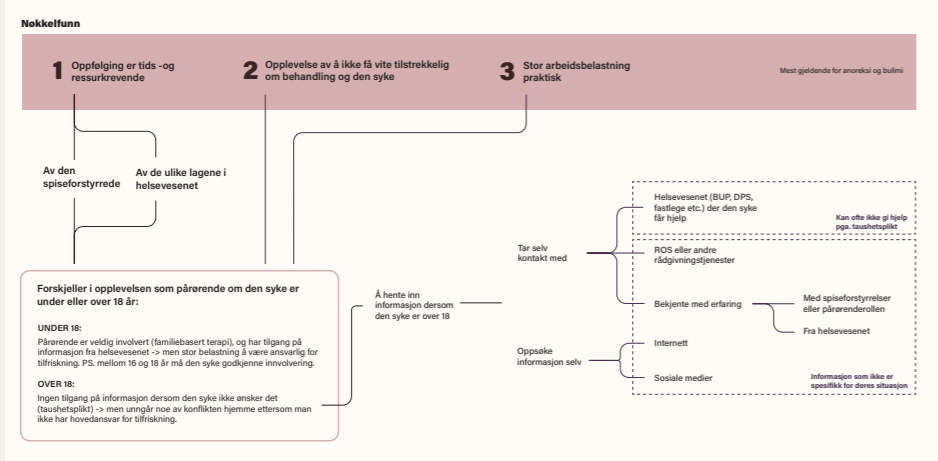 Nøkkelfunn
1 Oppfølging er tids -og
ressurkrevende
2 Opplevelse av å ikke få vite tilstrekkelig
om behandling og den syke
3 Stor arbeidsbelastning
praktisk
Mest gjeldende for anoreksi og bulimi
Av den
spiseforstyrrede
Av de ulike lagene i
helsevesenet
Forskjeller i opplevelsen som pårørende om den syke er
under eller over 18 år:
UNDER 18:
Pårørende er veldig involvert (familiebasert terapi), og har tilgang på
informasjon fra helsevesenet -> men stor belastning å være ansvarlig for
tilfriskning. PS. mellom 16 og 18 år må den syke godkjenne innvolvering.
OVER 18:
Ingen tilgang på informasjon dersom den syke ikke ønsker det
(taushetsplikt) -> men unngår noe av konflikten hjemme ettersom man
ikke har hovedansvar for tilfriskning.
Å hente inn
informasjon dersom
den syke er over 18
Tar selv
kontakt med
Helsevesenet (BUP, DPS,
fastlege etc.) der den syke
får hjelp
Kan ofte ikke gi hjelp
pga. taushetsplikt
ROS eller andre
rådgivningstjenester
Bekjente med erfaring
Med spiseforstyrrelser
eller pårørenderollen
Fra helsevesenet
Oppsøke
informasjon selv
Internett
Sosiale medier
Informasjon som ikke er
spesifikk for deres situasjon